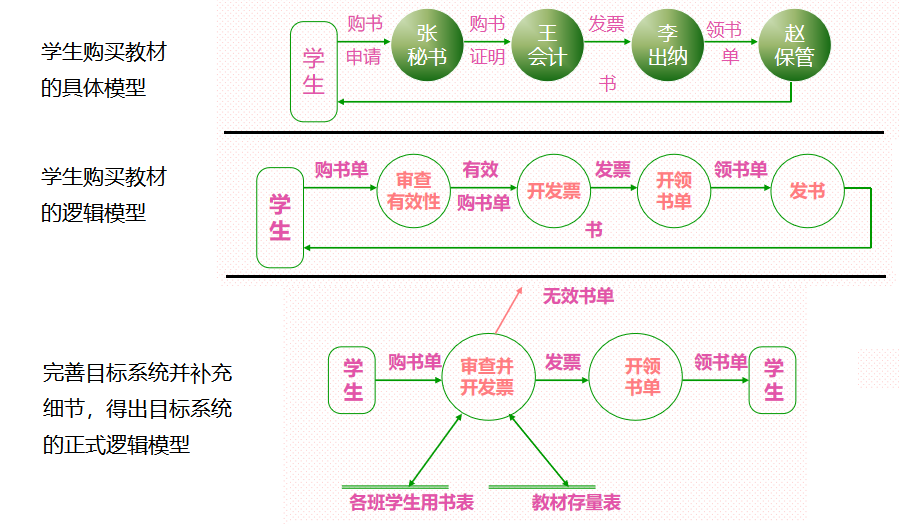 学生购买教材
的具体模型
学
生
购书
申请
张
秘书
购书
证明
王
会计
发票
李
出纳
领书
单
赵
保管
书
学生购买教材
的逻辑模型
学
生
购书单
审查
有效性
有效
购书单
开发票
发票
开领
书单
领书单
发书
书
完善目标系统并补充
细节，得出目标系统
的正式逻辑模型
无效书单
学
生
购书单
审查并
开发票
发票
开领
书单
领书单
学
生
各班学生用书表
教材存量表